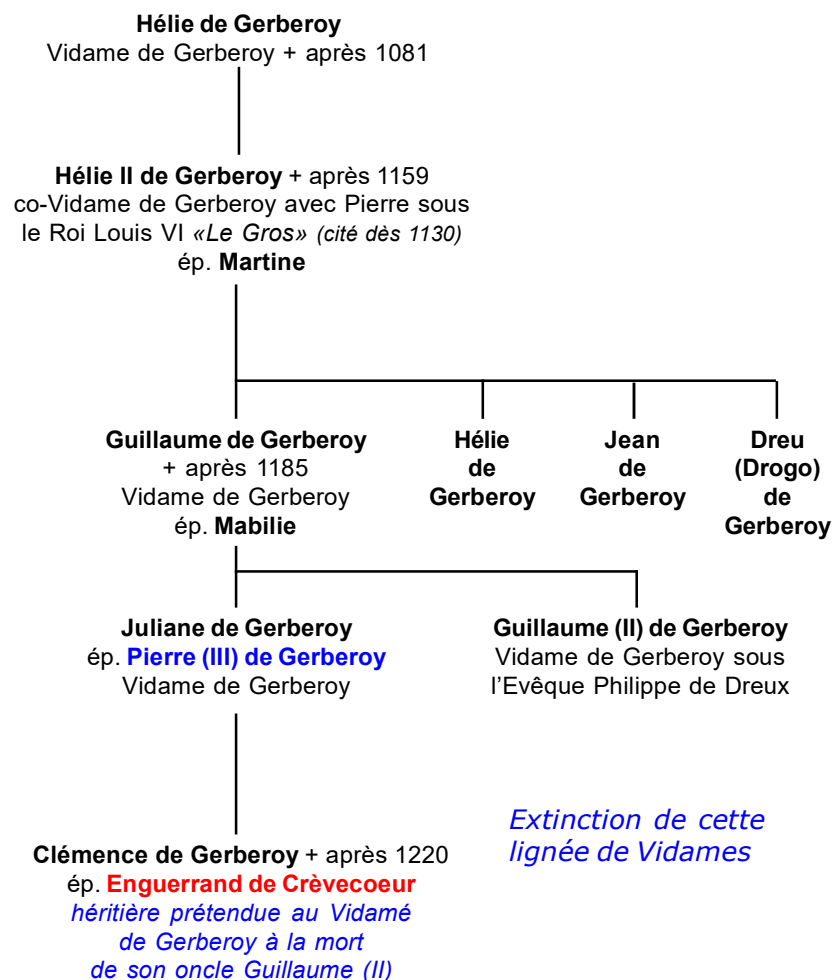 Hélie de Gerberoy
Vidame de Gerberoy + après 1081
Hélie II de Gerberoy + après 1159
co-Vidame de Gerberoy avec Pierre sous
le Roi Louis VI «Le Gros» (cité dès 1130)
ép. Martine
Guillaume de Gerberoy
+ après 1185
Vidame de Gerberoy
ép. Mabilie
Hélie
de
Gerberoy
Jean
de
Gerberoy
Dreu
(Drogo)
de
Gerberoy
Juliane de Gerberoy
ép. Pierre (III) de Gerberoy
Vidame de Gerberoy
Guillaume (II) de Gerberoy
Vidame de Gerberoy sous
l'Evêque Philippe de Dreux
Clémence de Gerberoy + après 1220
ép. Enguerrand de Crèvecoeur
héritière prétendue au Vidamé
de Gerberoy à la mort
de son oncle Guillaume (II)
Extinction de cette
lignée de Vidames